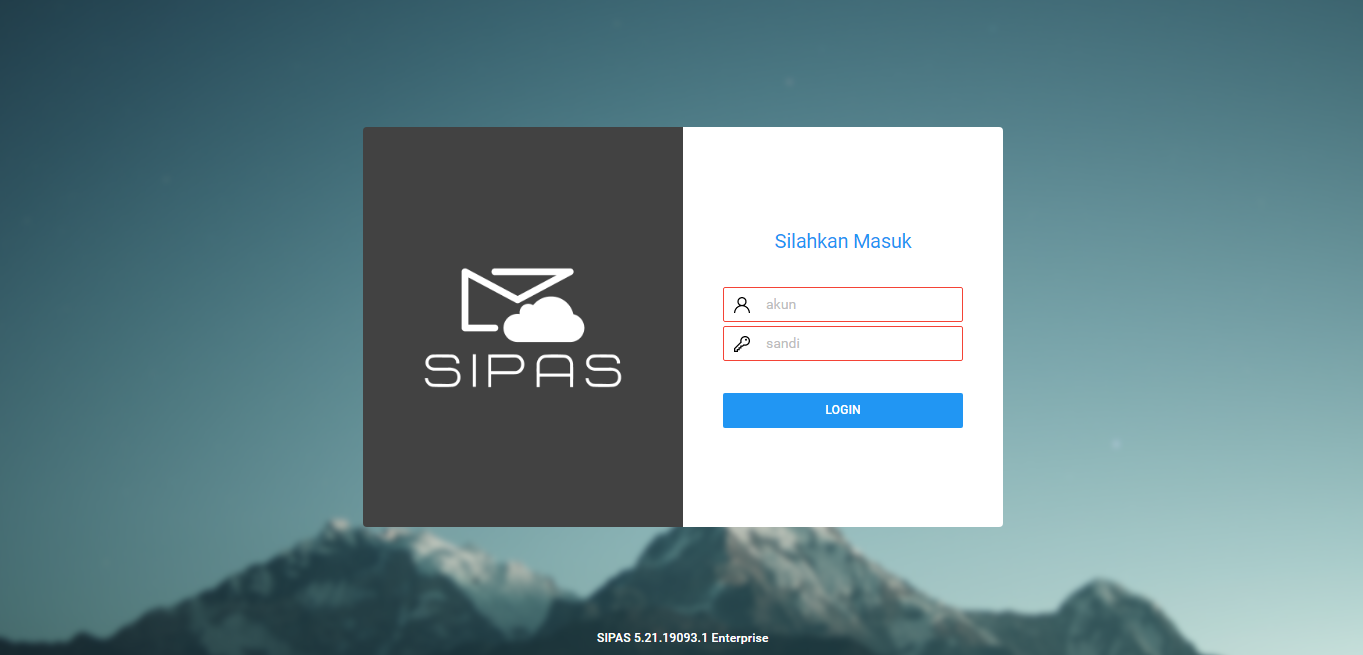 SIPAS
Silahkan Masuk
akun
sandi
LOGIN
SIPAS 5.21.19093.1 Enterprise